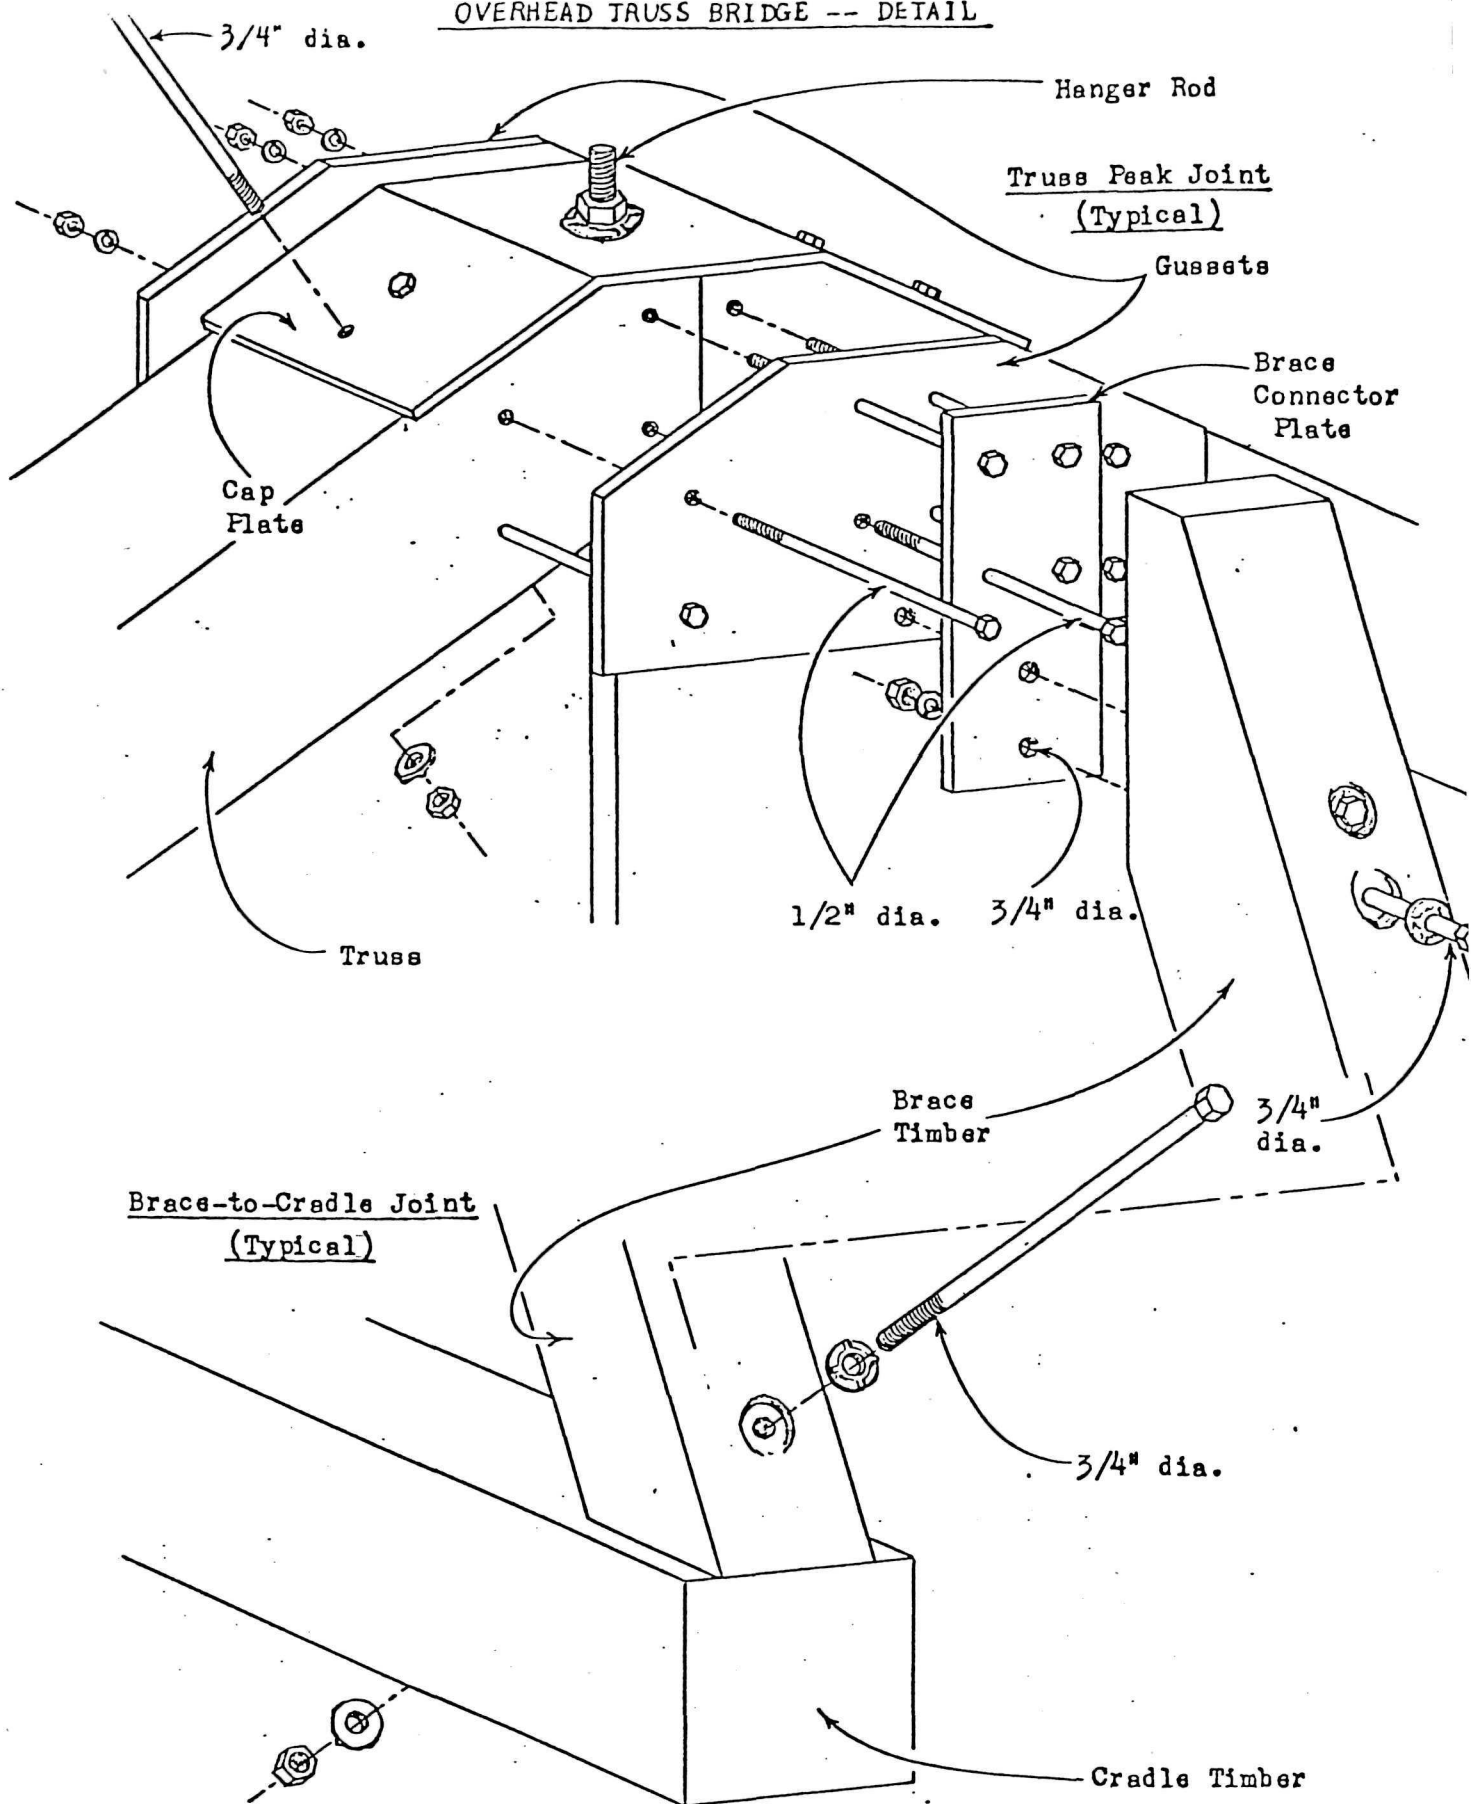 OVERHEAD TRUSS BRIDGE -- DETAIL
3/4" dia.
Hanger Rod
Truss Peak Joint
(Typical)
Gussets
Brace
Connector
Plate
Cap
Plate
1/2" dia.
3/4" dia.
Truss
Brace
Timber
3/4"
dia.
Brace-to-Cradle Joint
(Typical)
3/4" dia.
Cradle Timber